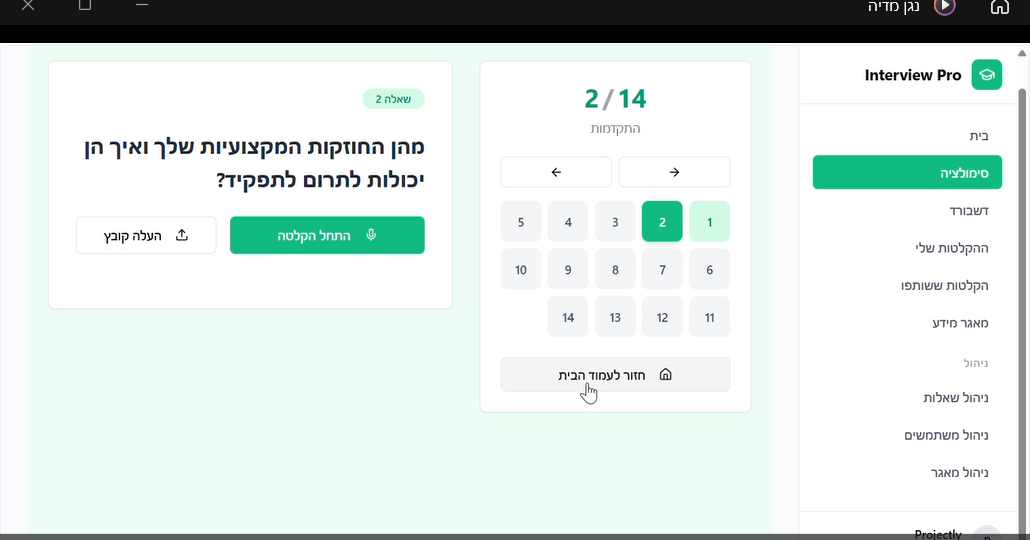 נגן מדיה
Interview Pro
בית
סימולציה
דשבורד
ההקלטות שלי
הקלטות ששותפו
מאגר מידע
ניהול
ניהול שאלות
ניהול משתמשים
ניהול מאגר
Projectly
2/14
התקדמות
1 2 3 4 5
6 7 8 9 10
11 12 13 14
חזור לעמוד הבית
שאלה 2
מהן החוזקות המקצועיות שלך ואיך הן
יכולות לתרום לתפקיד?
התחל הקלטה
העלה קובץ